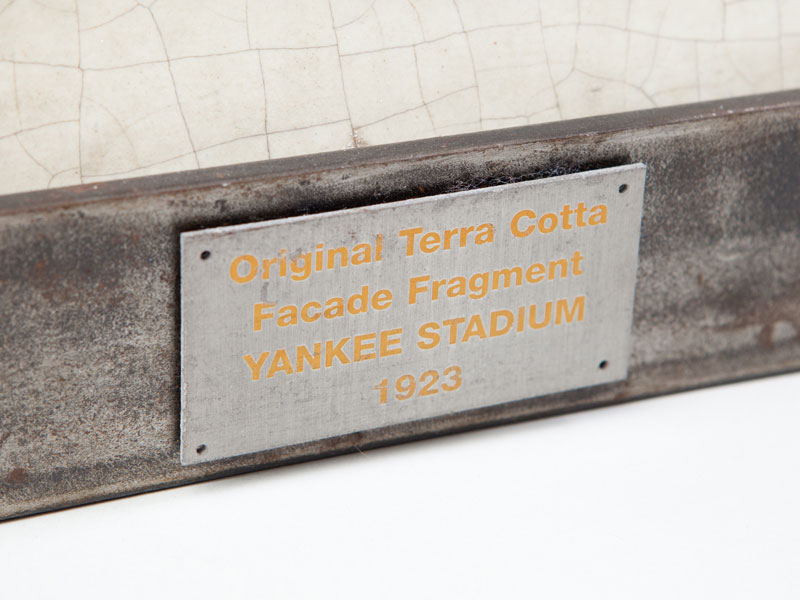 Original Terra Cotta
Facade Fragment
YANKEE STADIUM
1923